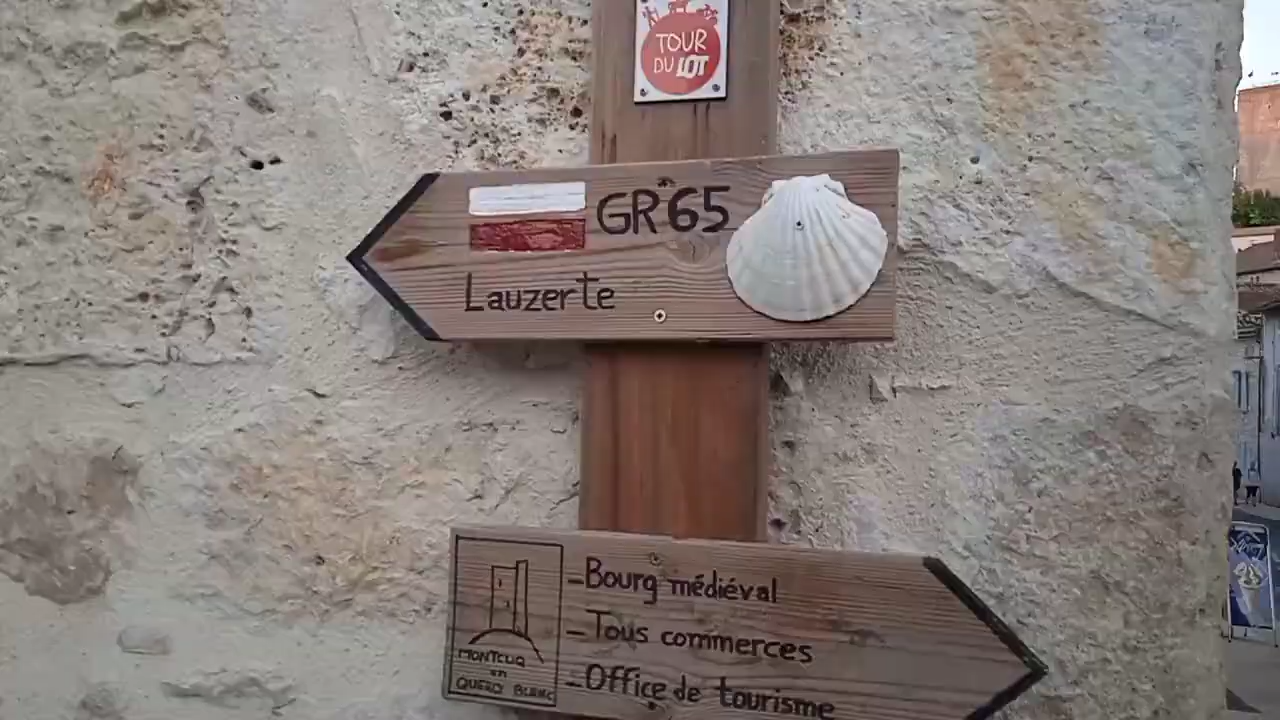 TOUR
DU LOT
GR 65
Lauzerte
-Bourg médiéval
-Tous commerces
-Office de tourisme
MONTCUQ
en
QUERCY BLANC